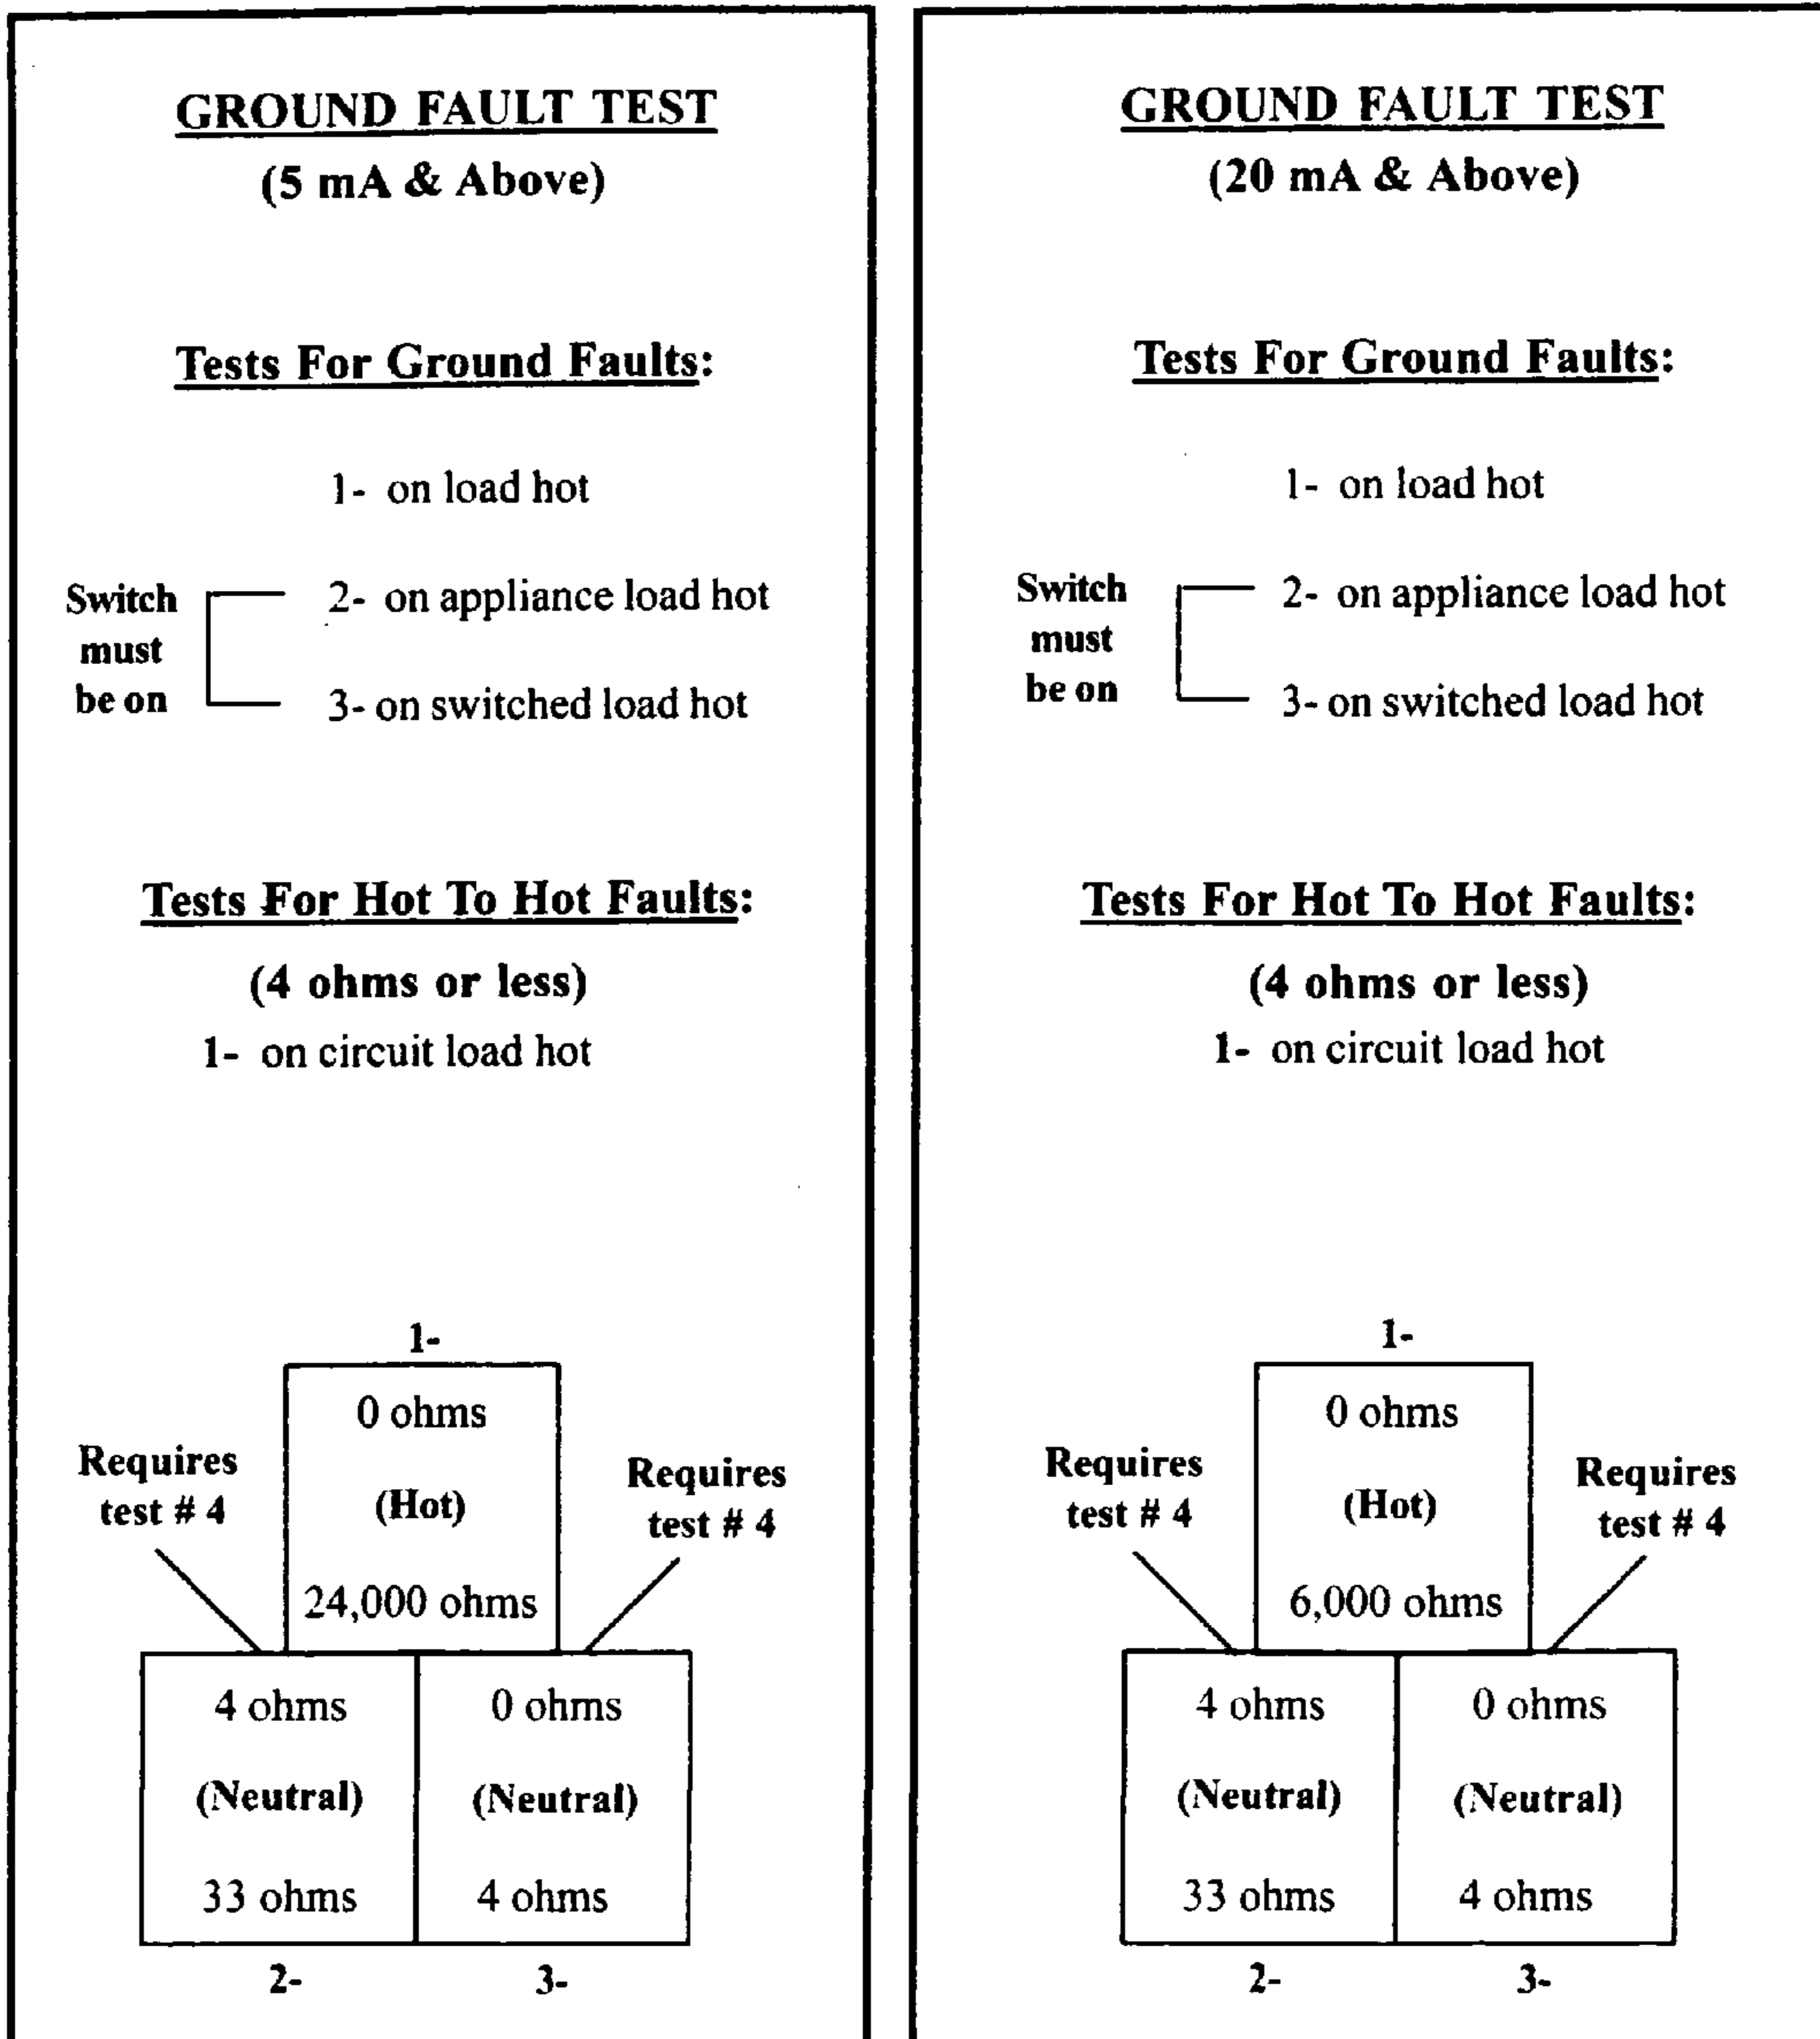 GROUND FAULT TEST
(5 mA & Above)
Tests For Ground Faults:
1- on load hot
Switch
must
be on
2- on appliance load hot
3- on switched load hot
Tests For Hot To Hot Faults:
(4 ohms or less)
1- on circuit load hot
1-
0 ohms
(Hot)
24,000 ohms
Requires
test # 4
Requires
test # 4
4 ohms
(Neutral)
33 ohms
0 ohms
(Neutral)
4 ohms
2-
3-
GROUND FAULT TEST
(20 mA & Above)
Tests For Ground Faults:
1- on load hot
Switch
must
be on
2- on appliance load hot
3- on switched load hot
Tests For Hot To Hot Faults:
(4 ohms or less)
1- on circuit load hot
1-
0 ohms
(Hot)
6,000 ohms
Requires
test # 4
Requires
test # 4
4 ohms
(Neutral)
33 ohms
0 ohms
(Neutral)
4 ohms
2-
3-